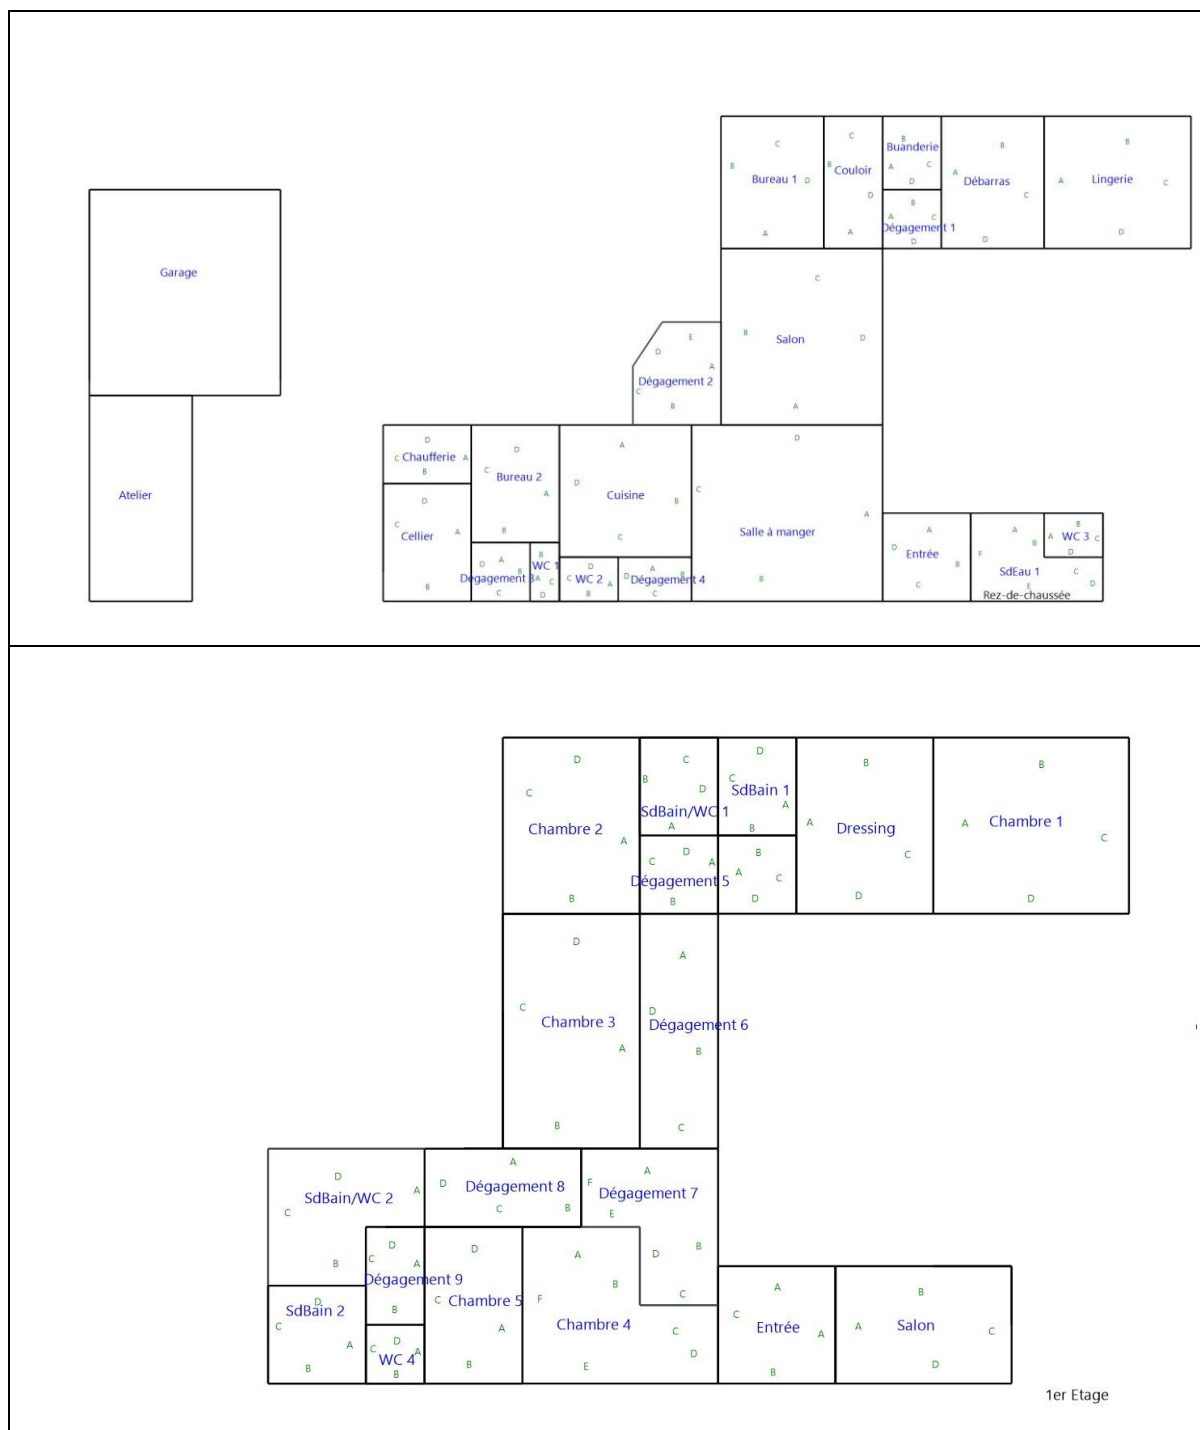 C
B
Bureau 1
D
A
C
B
Couloir
D
A
B
Buanderie
A
C
D
B
A
C
Dégagement 1
D
B
A
Débarras
C
D
B
A
Lingerie
C
D
Garage
C
B
Salon
D
A
E
D
A
Dégagement 2
C
B
D
C
Chaufferie
A
B
D
C
Bureau 2
A
B
A
D
Cuisine
B
C
D
C
A
Salle à manger
B
D
C
A
Cellier
B
Atelier
A
D
B
Dégagement 3
C
B
WC 1
A
C
D
D
C
WC 2
A
B
A
D
B
Dégagement 4
C
A
D
Entrée
B
C
A
B
F
SdEau 1
C
D
E
B
A
WC 3
C
D
Rez-de-chaussée
D
C
Chambre 2
A
B
C
B
D
SdBain/WC 1
A
D
C
SdBain 1
A
B
B
A
Dressing
C
D
B
A
Chambre 1
C
D
D
C
A
Dégagement 5
B
B
A
C
D
D
C
Chambre 3
A
B
A
D
Dégagement 6
B
C
D
A
SdBain/WC 2
C
B
A
D
Dégagement 8
C
B
A
F
Dégagement 7
E
B
D
C
D
C
A
Dégagement 9
B
D
SdBain 2
C
A
B
D
C
A
WC 4
B
D
C
Chambre 5
A
B
A
B
F
Chambre 4
C
D
E
A
C
Entrée
A
B
B
A
Salon
C
D
1er Etage